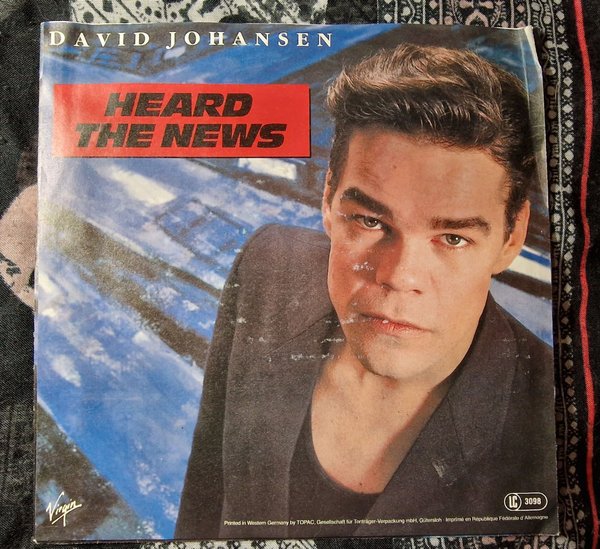 DAVID JOHANSEN
HEARD
THE NEWS
Virgin
LC 3098
Printed in Western Germany by TOPAC, Gesellschaft für Tonträger-Verpackung mbH, Gütersloh · Imprimé en République Fédérale d'Allemagne